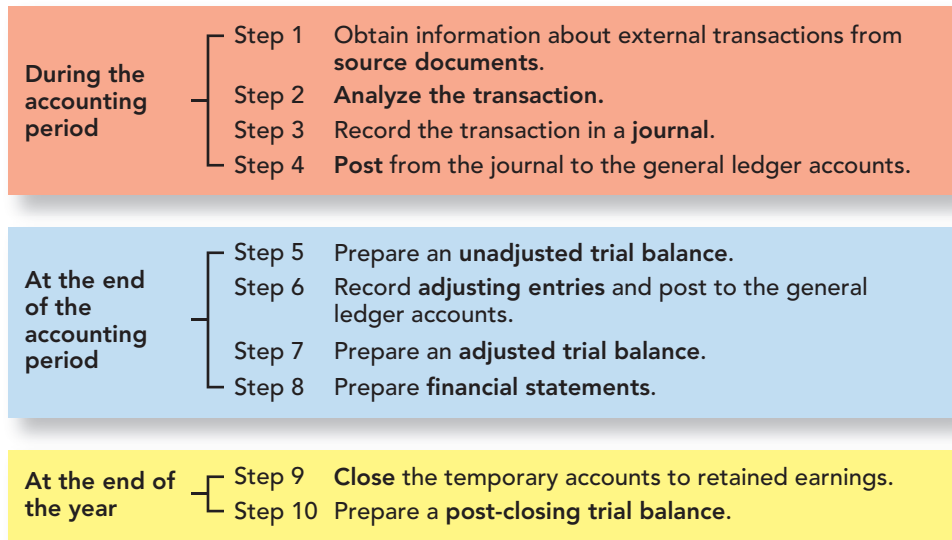 During the
accounting
period
Step 1 Obtain information about external transactions from
source documents.
Step 2 Analyze the transaction.
Step 3 Record the transaction in a journal.
Step 4 Post from the journal to the general ledger accounts.
At the end
of the
accounting
period
Step 5 Prepare an unadjusted trial balance.
Step 6 Record adjusting entries and post to the general
ledger accounts.
Step 7 Prepare an adjusted trial balance.
Step 8 Prepare financial statements.
At the end of
the year
Step 9 Close the temporary accounts to retained earnings.
Step 10 Prepare a post-closing trial balance.